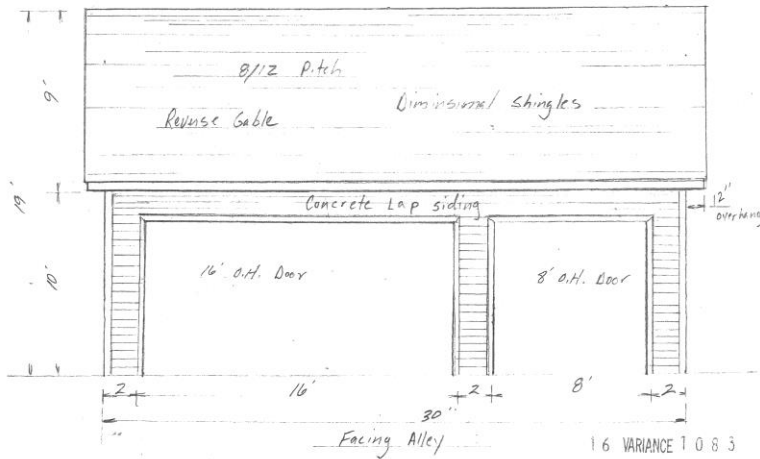 8/12 Pitch
Diminsional Shingles
Reverse Gable
9'
19'
10'
Concrete Lap siding
12"
overhang
16' O.H. Door
8' O.H. Door
2
16'
2
8'
2
30"
"
Facing Alley
16 VARIANCE 1083